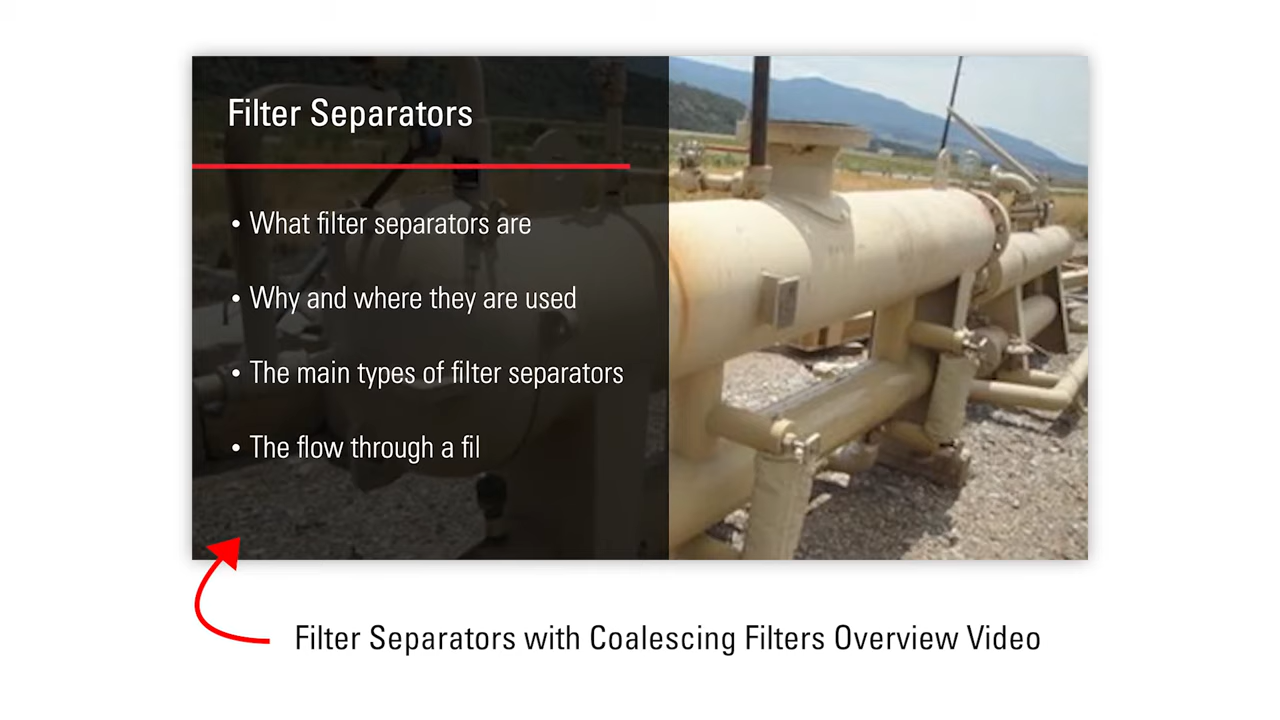 Filter Separators
• What filter separators are
• Why and where they are used
• The main types of filter separators
• The flow through a fil
Filter Separators with Coalescing Filters Overview Video